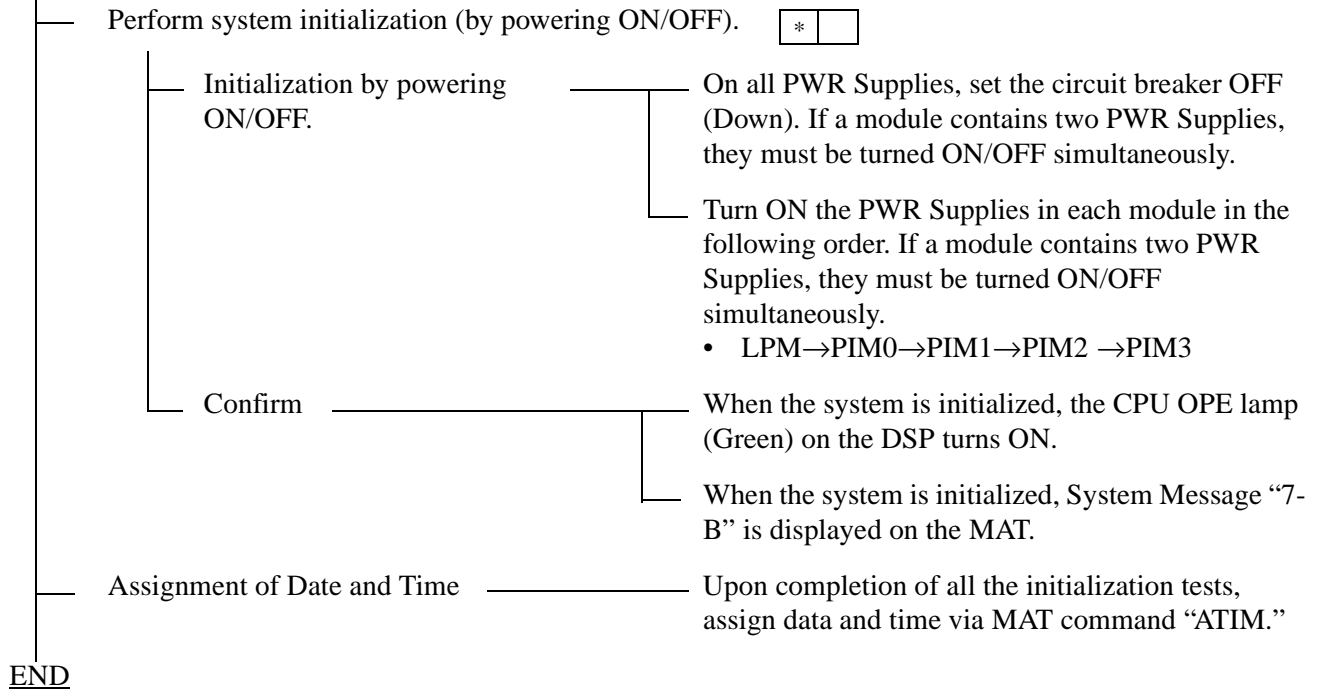 Perform system initialization (by powering ON/OFF).
*
Initialization by powering
ON/OFF.
On all PWR Supplies, set the circuit breaker OFF
(Down). If a module contains two PWR Supplies,
they must be turned ON/OFF simultaneously.
Turn ON the PWR Supplies in each module in the
following order. If a module contains two PWR
Supplies, they must be turned ON/OFF
simultaneously.
• LPM→PIM0→PIM1→PIM2 →PIM3
Confirm
When the system is initialized, the CPU OPE lamp
(Green) on the DSP turns ON.
When the system is initialized, System Message “7-
B” is displayed on the MAT.
Assignment of Date and Time
Upon completion of all the initialization tests,
assign data and time via MAT command “ATIM.”
END